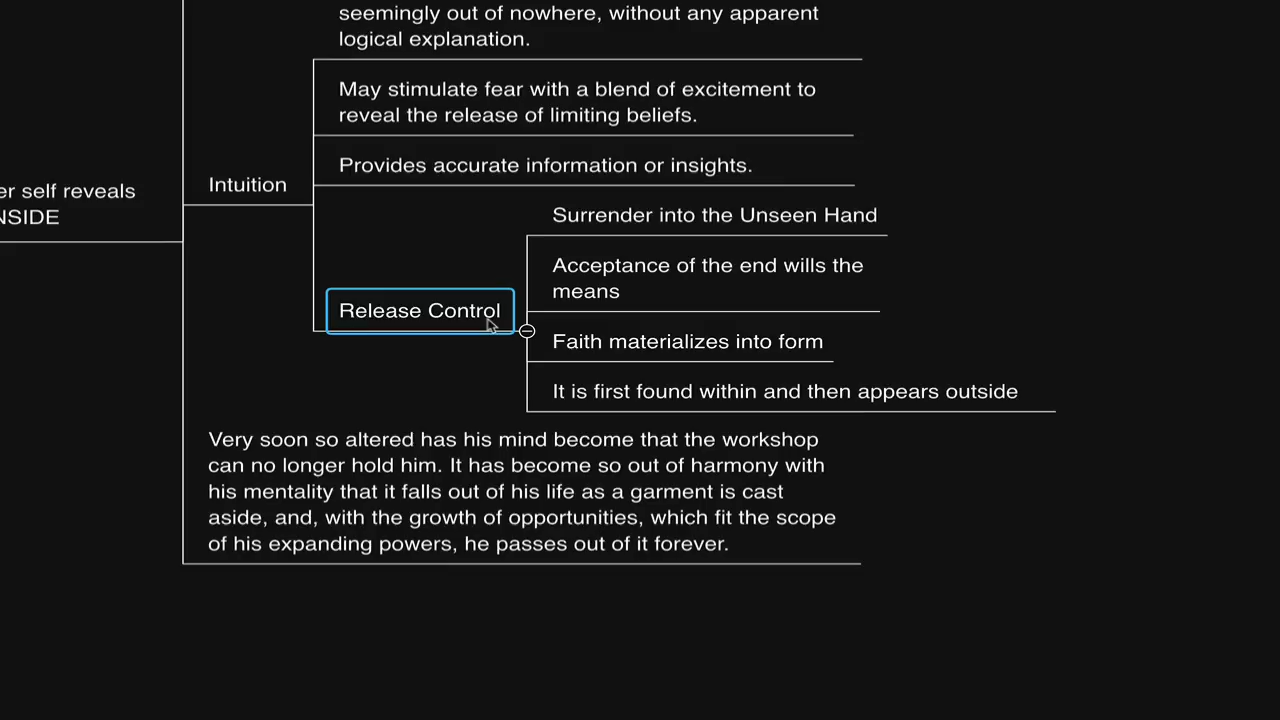 seemingly out of nowhere, without any apparent
logical explanation.
May stimulate fear with a blend of excitement to
reveal the release of limiting beliefs.
Provides accurate information or insights.
Intuition
er self reveals
NSIDE
Surrender into the Unseen Hand
Acceptance of the end wills the
means
Release Control
Faith materializes into form
It is first found within and then appears outside
Very soon so altered has his mind become that the workshop
can no longer hold him. It has become so out of harmony with
his mentality that it falls out of his life as a garment is cast
aside, and, with the growth of opportunities, which fit the scope
of his expanding powers, he passes out of it forever.